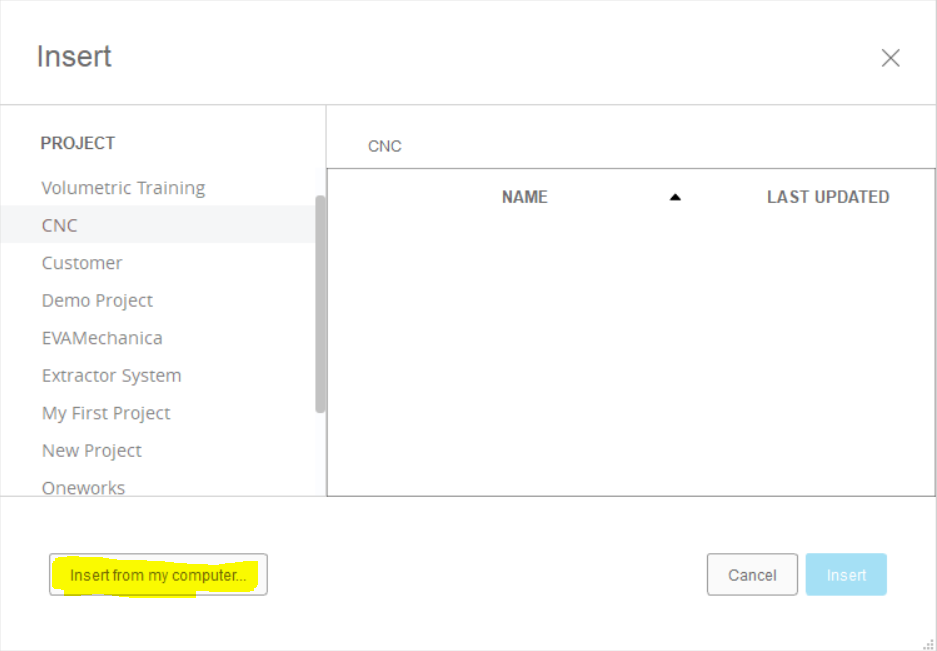 Insert
PROJECT
Volumetric Training
CNC
Customer
Demo Project
EVAMechanica
Extractor System
My First Project
New Project
Oneworks
CNC
NAME
LAST UPDATED
Insert from my computer...
Cancel
Insert